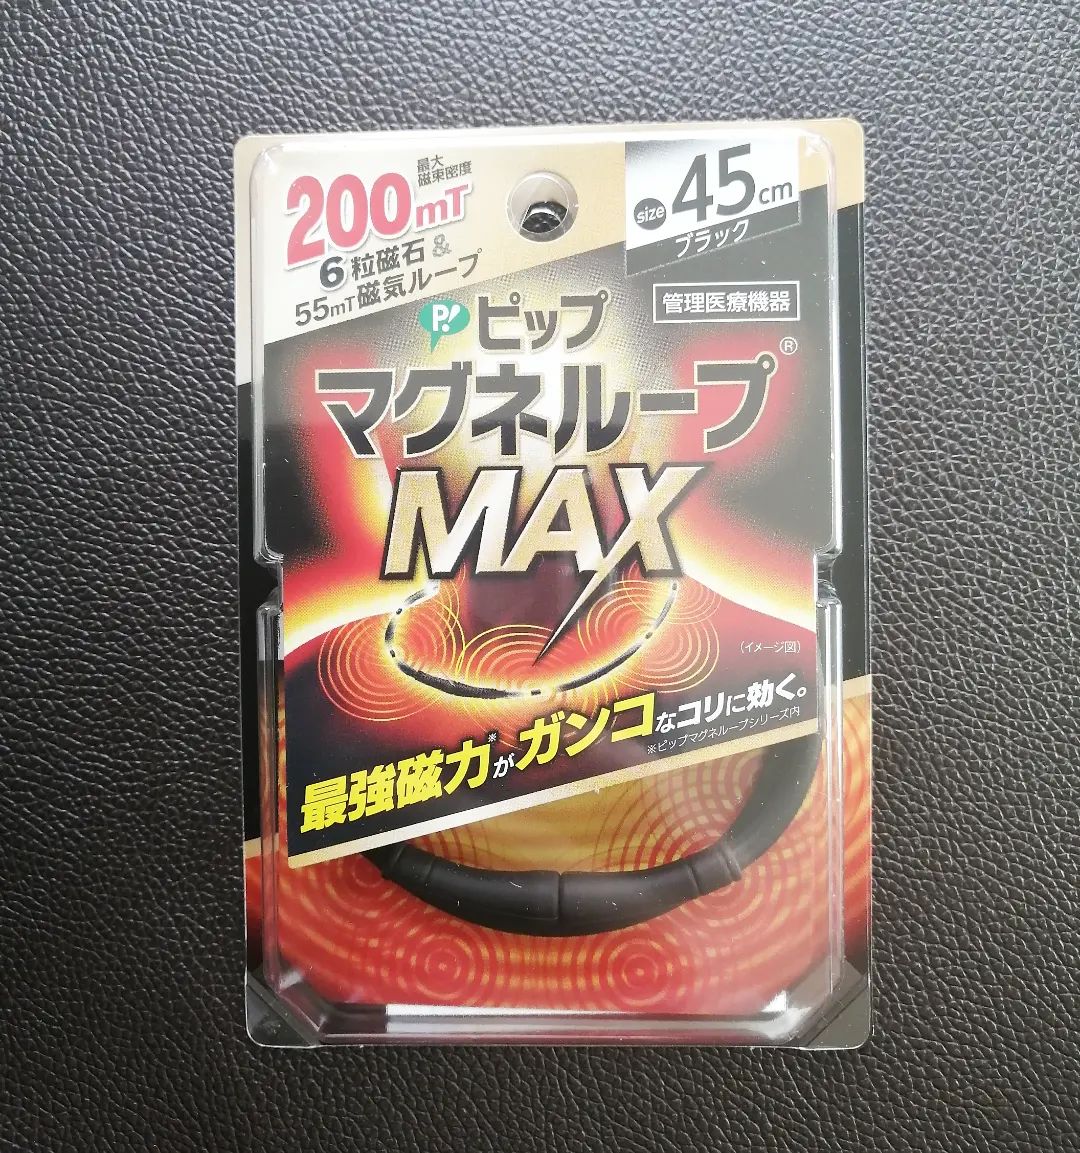 200mT 最大磁束密度
6粒磁石&
55mT磁気ループ
size 45cm
ブラック
管理医療機器
P! ピップ
マグネループ®
MAX
(イメージ図)
最強磁力※がガンコなコリに効く。
※ピップマグネループシリーズ内